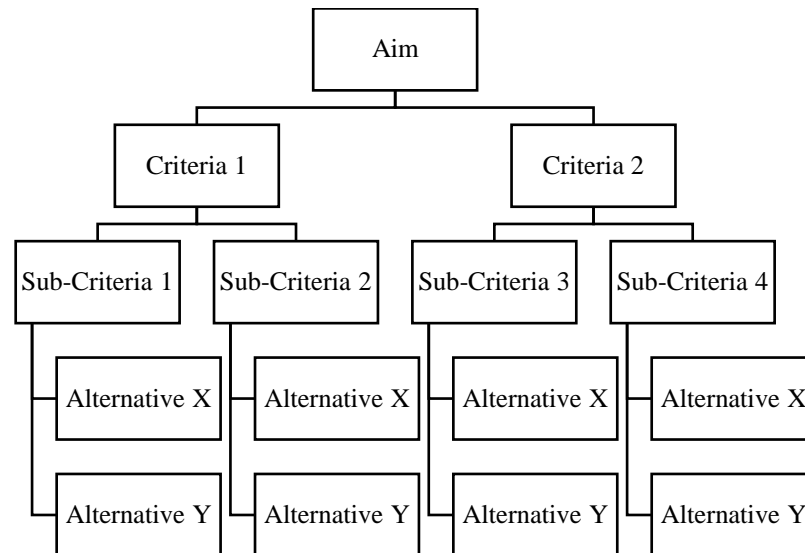 Aim
Criteria 1
Criteria 2
Sub-Criteria 1
Sub-Criteria 2
Sub-Criteria 3
Sub-Criteria 4
Alternative X
Alternative X
Alternative X
Alternative X
Alternative Y
Alternative Y
Alternative Y
Alternative Y